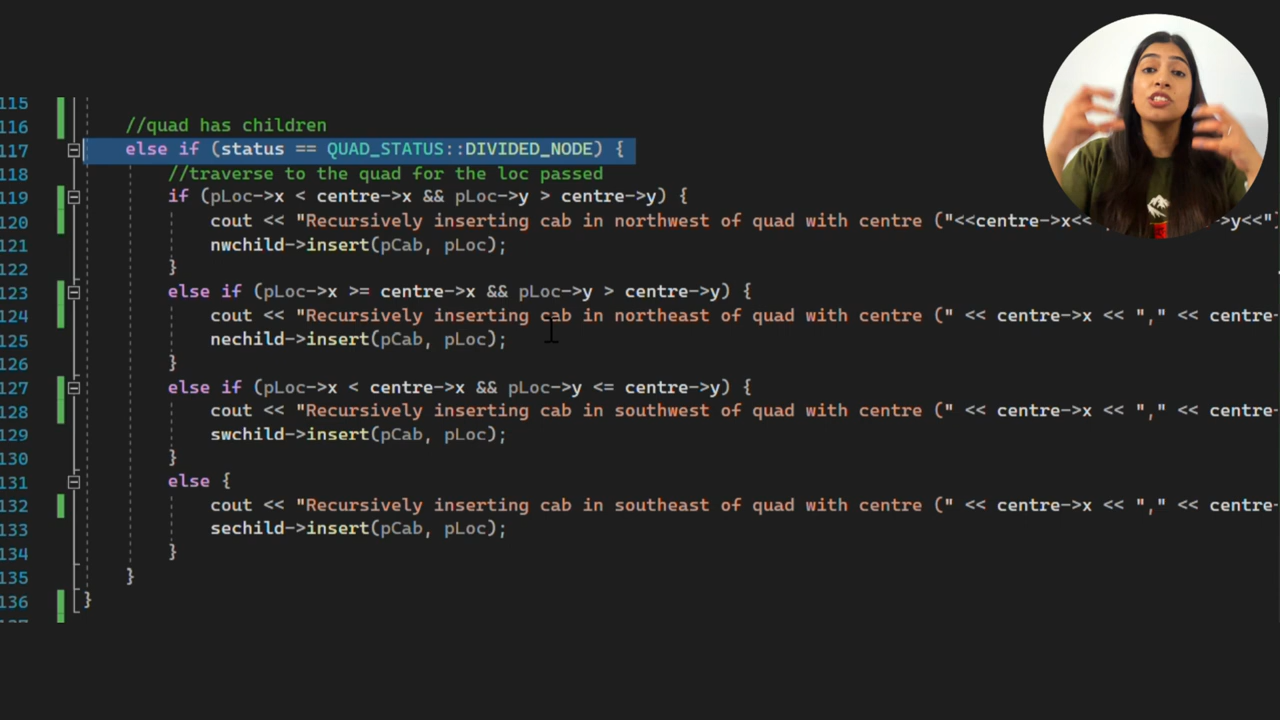 115
116 //quad has children
117 else if (status == QUAD_STATUS::DIVIDED_NODE) {
118 //traverse to the quad for the loc passed
119 if (pLoc->x < centre->x && pLoc->y > centre->y) {
120 cout << "Recursively inserting cab in northwest of quad with centre ("<<centre->x<< >y<<")
121 nwchild->insert(pCab, pLoc);
122 }
123 else if (pLoc->x >= centre->x && pLoc->y > centre->y) {
124 cout << "Recursively inserting cab in northeast of quad with centre (" << centre->x << "," << centre-
125 nechild->insert(pCab, pLoc);
126 }
127 else if (pLoc->x < centre->x && pLoc->y <= centre->y) {
128 cout << "Recursively inserting cab in southwest of quad with centre (" << centre->x << "," << centre-
129 swchild->insert(pCab, pLoc);
130 }
131 else {
132 cout << "Recursively inserting cab in southeast of quad with centre (" << centre->x << "," << centre-
133 sechild->insert(pCab, pLoc);
134 }
135 }
136 }